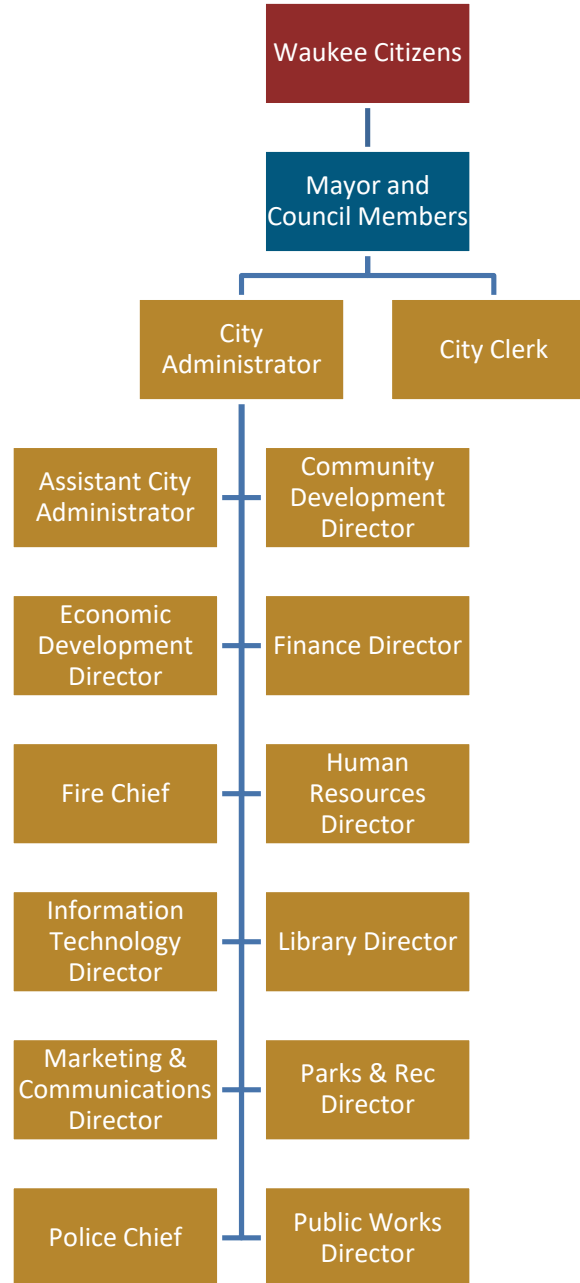 Waukee Citizens
Mayor and
Council Members
City
Administrator
City Clerk
Assistant City
Administrator
Community
Development
Director
Economic
Development
Director
Finance Director
Fire Chief
Human
Resources
Director
Information
Technology
Director
Library Director
Marketing &
Communications
Director
Parks & Rec
Director
Police Chief
Public Works
Director